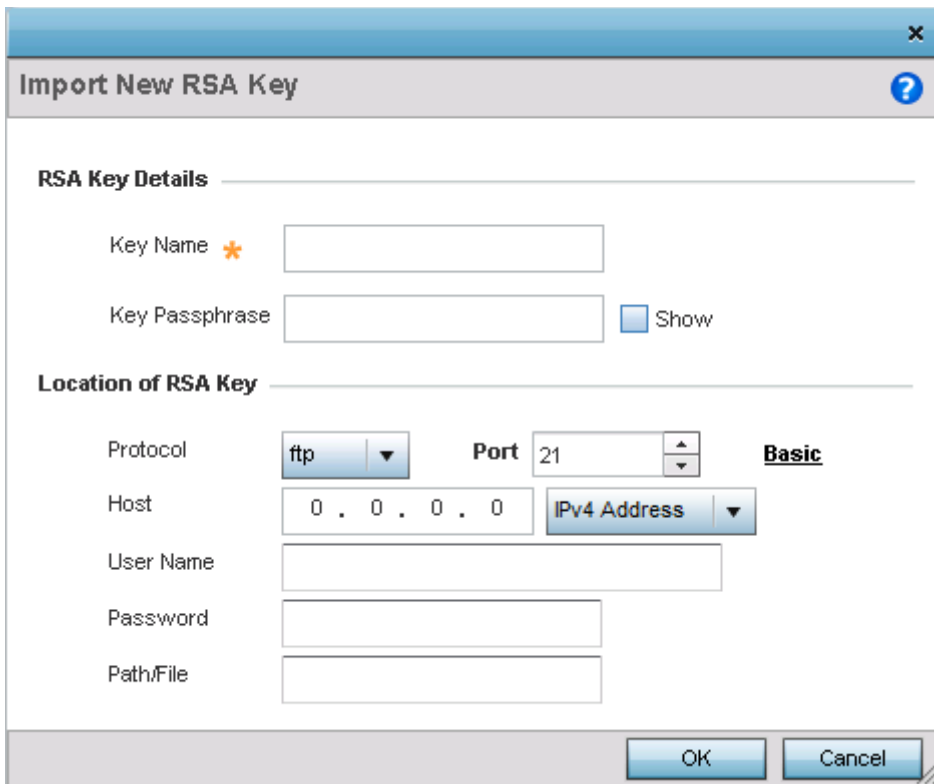 Import New RSA Key
RSA Key Details
Key Name *
Key Passphrase Show
Location of RSA Key
Protocol ftp Port 21 Basic
Host 0 . 0 . 0 . 0 IPv4 Address
User Name
Password
Path/File
OK Cancel